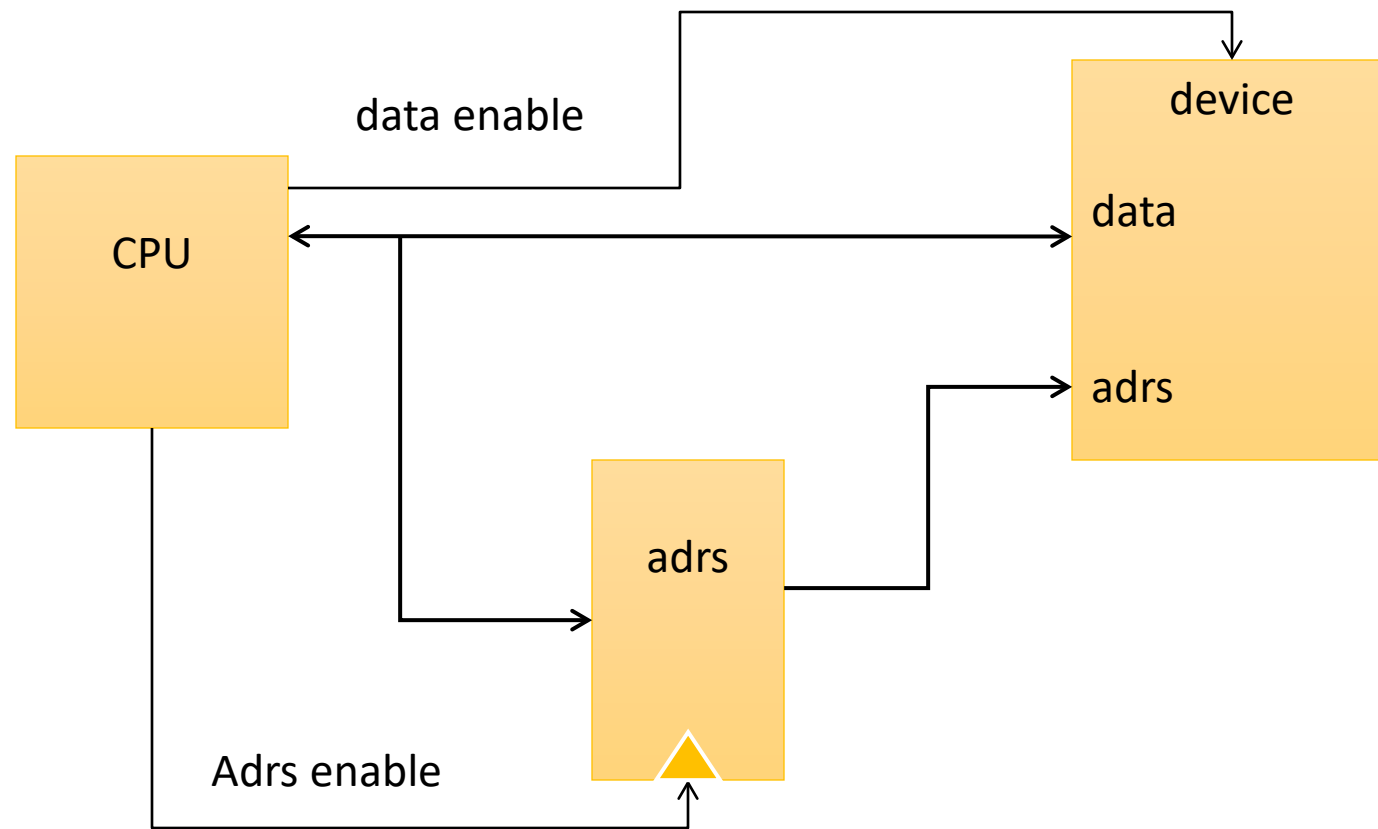 data enable
device
CPU
data
adrs
adrs
Adrs enable